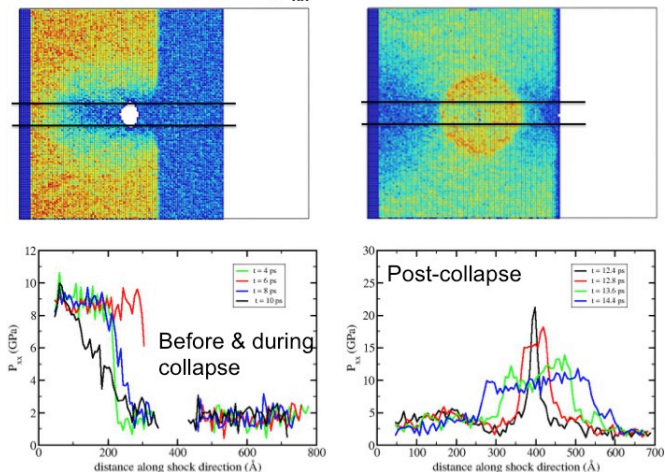 12
10
8
6
4
2
0
P_xx (GPa)
t = 4 ps
t = 6 ps
t = 8 ps
t = 10 ps
Before & during
collapse
0 200 400 600 800
distance along shock direction (Å)
30
25
20
15
10
5
0
P_xx (GPa)
Post-collapse
t = 12.4 ps
t = 12.8 ps
t = 13.6 ps
t = 14.4 ps
0 100 200 300 400 500 600 700
distance along shock direction (Å)